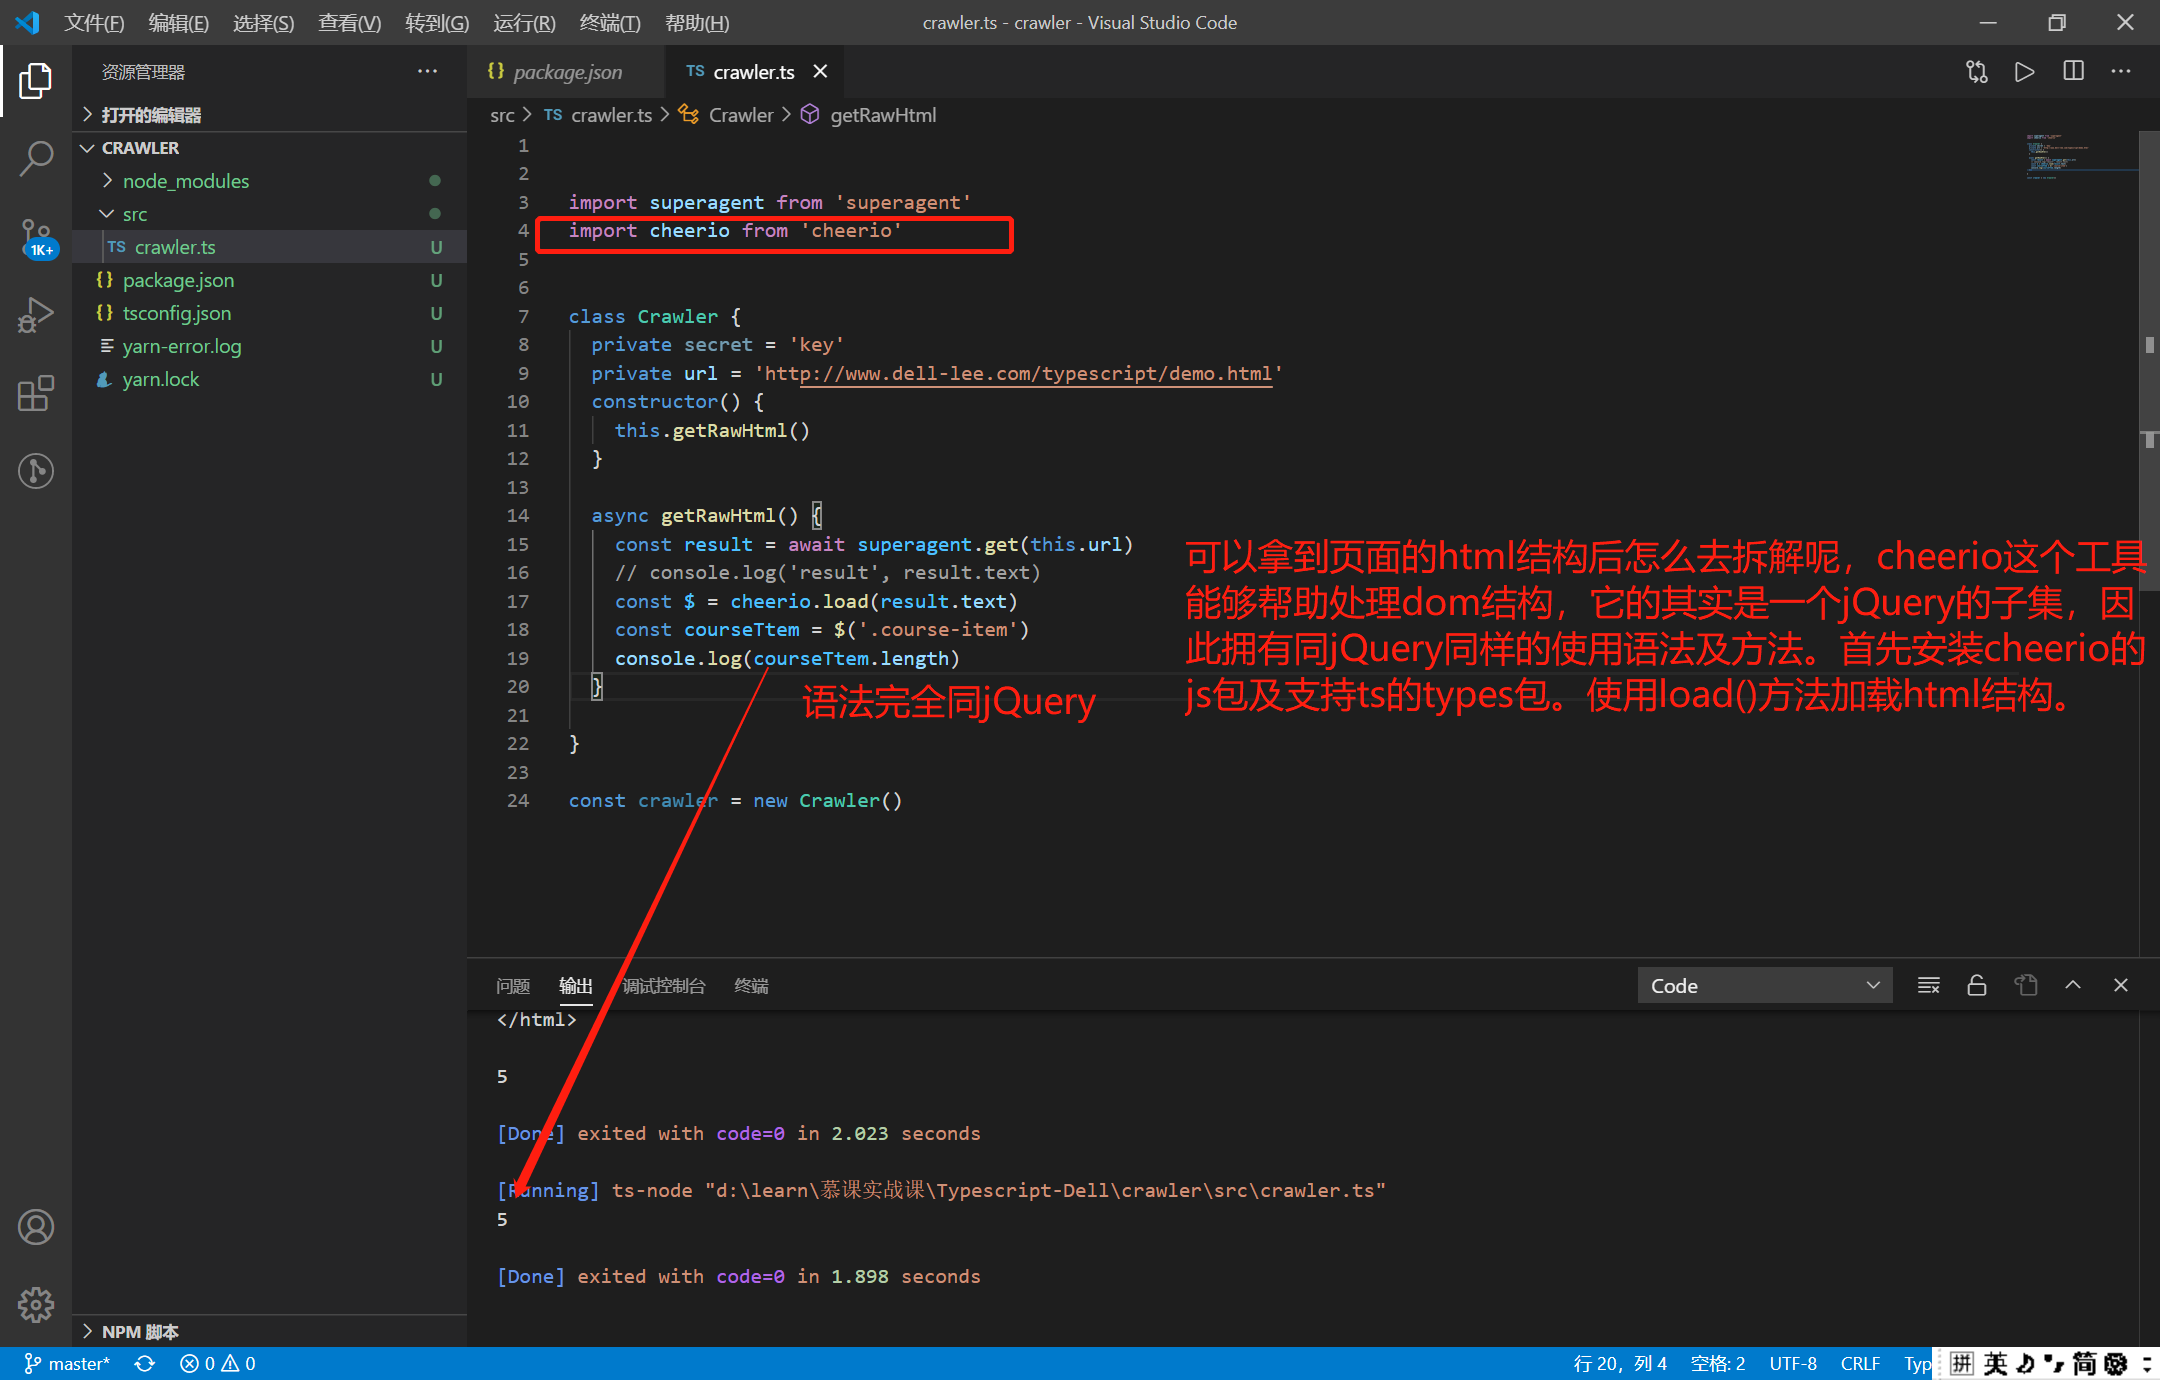 文件(F) 编辑(E) 选择(S) 查看(V) 转到(G) 运行(R) 终端(T) 帮助(H) crawler.ts - crawler - Visual Studio Code
资源管理器
打开的编辑器
CRAWLER
node_modules
src
TS crawler.ts U
{} package.json U
{} tsconfig.json U
yarn-error.log U
yarn.lock U
NPM 脚本
1K+
{} package.json TS crawler.ts
src > TS crawler.ts > Crawler > getRawHtml
1
2
3 import superagent from 'superagent'
4 import cheerio from 'cheerio'
5
6
7 class Crawler {
8 private secret = 'key'
9 private url = 'http://www.dell-lee.com/typescript/demo.html'
10 constructor() {
11 this.getRawHtml()
12 }
13
14 async getRawHtml() {
15 const result = await superagent.get(this.url)
16 // console.log('result', result.text)
17 const $ = cheerio.load(result.text)
18 const courseTtem = $('.course-item')
19 console.log(courseTtem.length)
20 }
21
22 }
23
24 const crawler = new Crawler()
可以拿到页面的html结构后怎么去拆解呢，cheerio这个工具
能够帮助处理dom结构，它的其实是一个jQuery的子集，因
此拥有同jQuery同样的使用语法及方法。首先安装cheerio的
js包及支持ts的types包。使用load()方法加载html结构。
语法完全同jQuery
问题 输出 调试控制台 终端 Code
</html>
5
[Done] exited with code=0 in 2.023 seconds
[Running] ts-node "d:\learn\慕课实战课\Typescript-Dell\crawler\src\crawler.ts"
5
[Done] exited with code=0 in 1.898 seconds
master* 0 0 行 20，列 4 空格: 2 UTF-8 CRLF Typ 拼 英 简